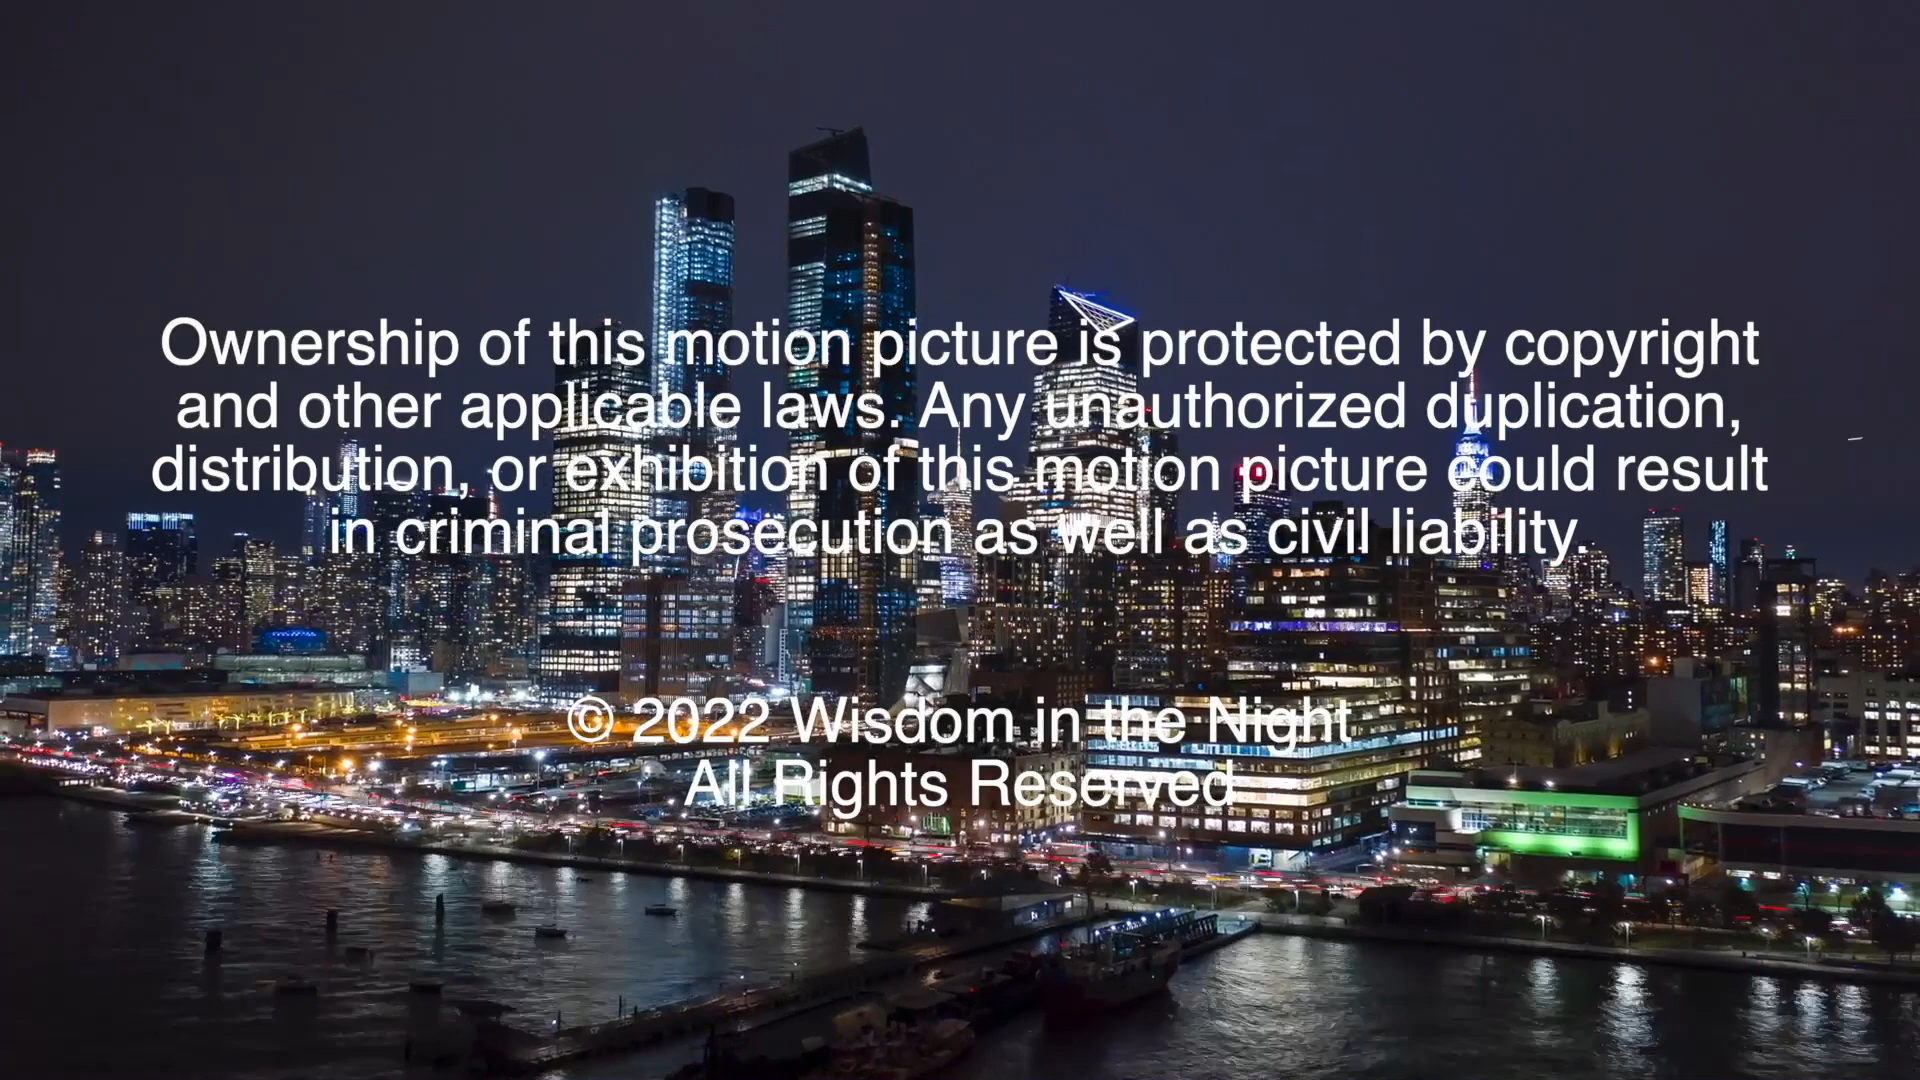 Ownership of this motion picture is protected by copyright
and other applicable laws. Any unauthorized duplication,
distribution, or exhibition of this motion picture could result
in criminal prosecution as well as civil liability.
© 2022 Wisdom in the Night
All Rights Reserved